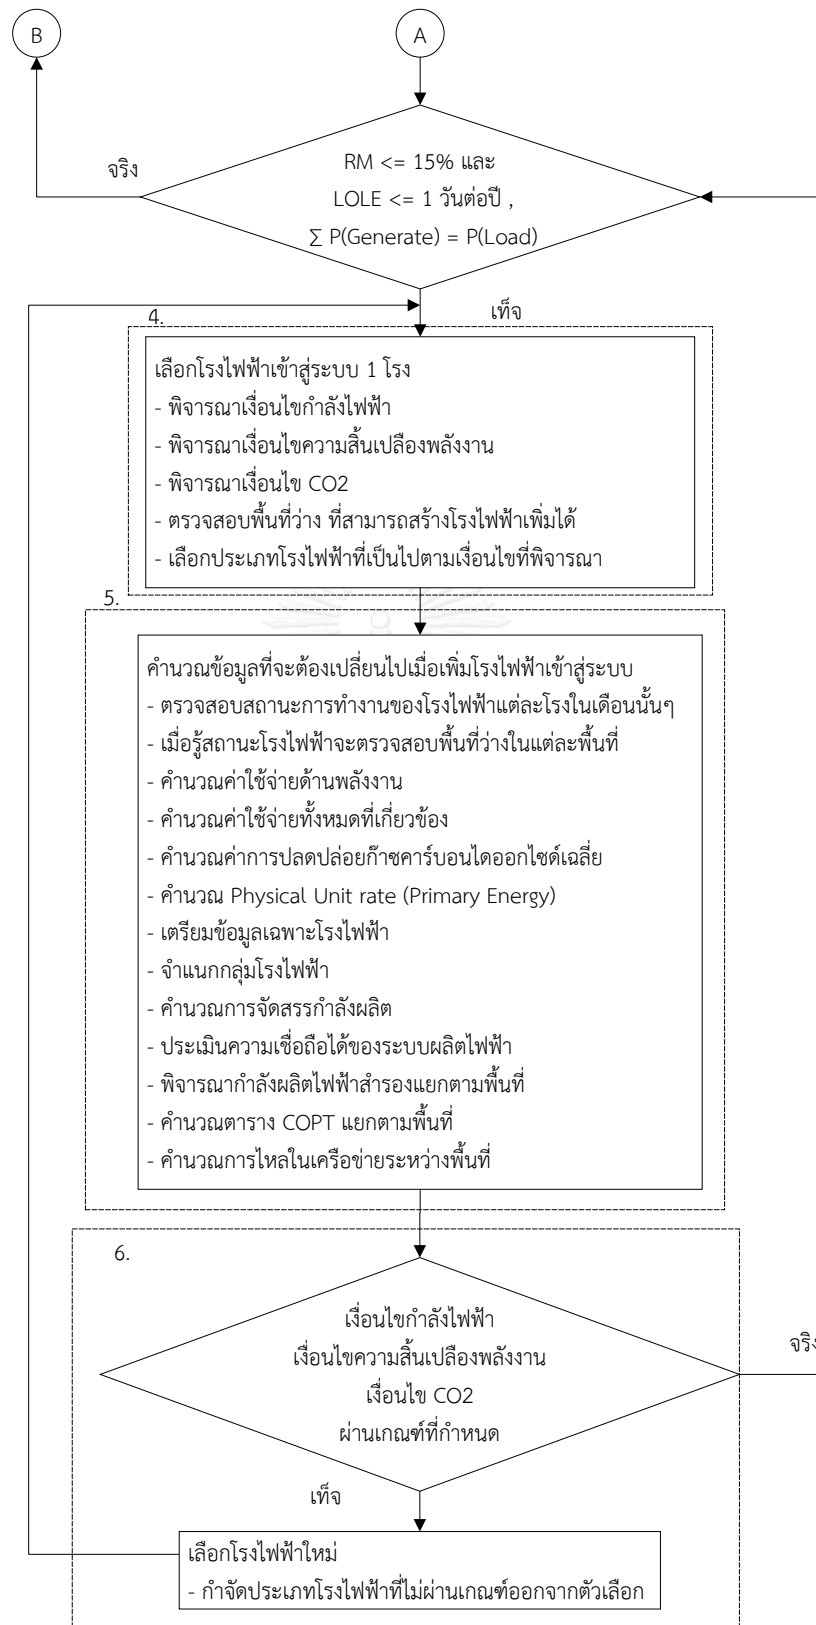 B
A
จริง
RM <= 15% และ
LOLE <= 1 วันต่อปี ,
∑ P(Generate) = P(Load)
4.
เท็จ
เลือกโรงไฟฟ้าเข้าสู่ระบบ 1 โรง
- พิจารณาเงื่อนไขกำลังไฟฟ้า
- พิจารณาเงื่อนไขความสิ้นเปลืองพลังงาน
- พิจารณาเงื่อนไข CO2
- ตรวจสอบพื้นที่ว่าง ที่สามารถสร้างโรงไฟฟ้าเพิ่มได้
- เลือกประเภทโรงไฟฟ้าที่เป็นไปตามเงื่อนไขที่พิจารณา
5.
คำนวณข้อมูลที่จะต้องเปลี่ยนไปเมื่อเพิ่มโรงไฟฟ้าเข้าสู่ระบบ
- ตรวจสอบสถานะการทำงานของโรงไฟฟ้าแต่ละโรงในเดือนนั้นๆ
- เมื่อรู้สถานะโรงไฟฟ้าจะตรวจสอบพื้นที่ว่างในแต่ละพื้นที่
- คำนวณค่าใช้จ่ายด้านพลังงาน
- คำนวณค่าใช้จ่ายทั้งหมดที่เกี่ยวข้อง
- คำนวณค่าการปลดปล่อยก๊าซคาร์บอนไดออกไซด์เฉลี่ย
- คำนวณ Physical Unit rate (Primary Energy)
- เตรียมข้อมูลเฉพาะโรงไฟฟ้า
- จำแนกกลุ่มโรงไฟฟ้า
- คำนวณการจัดสรรกำลังผลิต
- ประเมินความเชื่อถือได้ของระบบผลิตไฟฟ้า
- พิจารณากำลังผลิตไฟฟ้าสำรองแยกตามพื้นที่
- คำนวณตาราง COPT แยกตามพื้นที่
- คำนวณการไหลในเครือข่ายระหว่างพื้นที่
6.
เงื่อนไขกำลังไฟฟ้า
เงื่อนไขความสิ้นเปลืองพลังงาน
เงื่อนไข CO2
ผ่านเกณฑ์ที่กำหนด
จริง
เท็จ
เลือกโรงไฟฟ้าใหม่
- กำจัดประเภทโรงไฟฟ้าที่ไม่ผ่านเกณฑ์ออกจากตัวเลือก